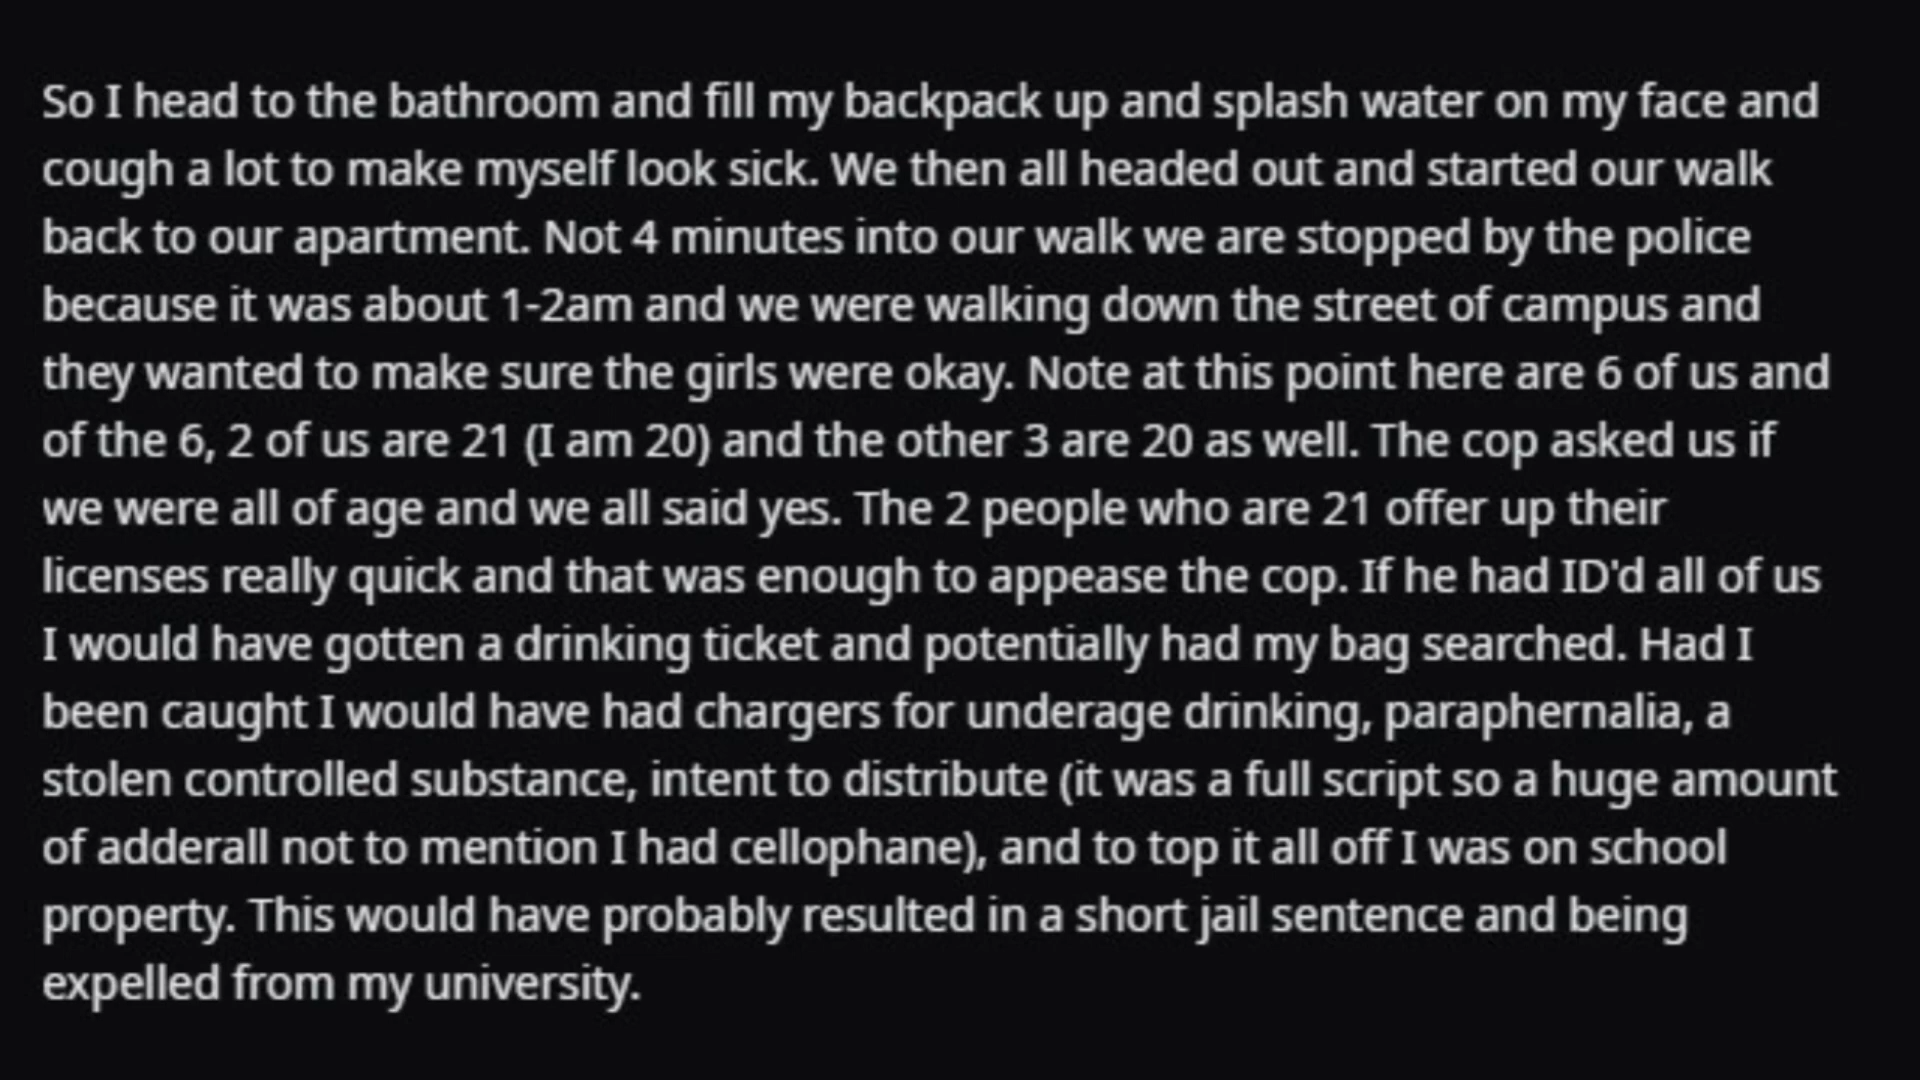 So I head to the bathroom and fill my backpack up and splash water on my face and
cough a lot to make myself look sick. We then all headed out and started our walk
back to our apartment. Not 4 minutes into our walk we are stopped by the police
because it was about 1-2am and we were walking down the street of campus and
they wanted to make sure the girls were okay. Note at this point here are 6 of us and
of the 6, 2 of us are 21 (I am 20) and the other 3 are 20 as well. The cop asked us if
we were all of age and we all said yes. The 2 people who are 21 offer up their
licenses really quick and that was enough to appease the cop. If he had ID'd all of us
I would have gotten a drinking ticket and potentially had my bag searched. Had I
been caught I would have had chargers for underage drinking, paraphernalia, a
stolen controlled substance, intent to distribute (it was a full script so a huge amount
of adderall not to mention I had cellophane), and to top it all off I was on school
property. This would have probably resulted in a short jail sentence and being
expelled from my university.